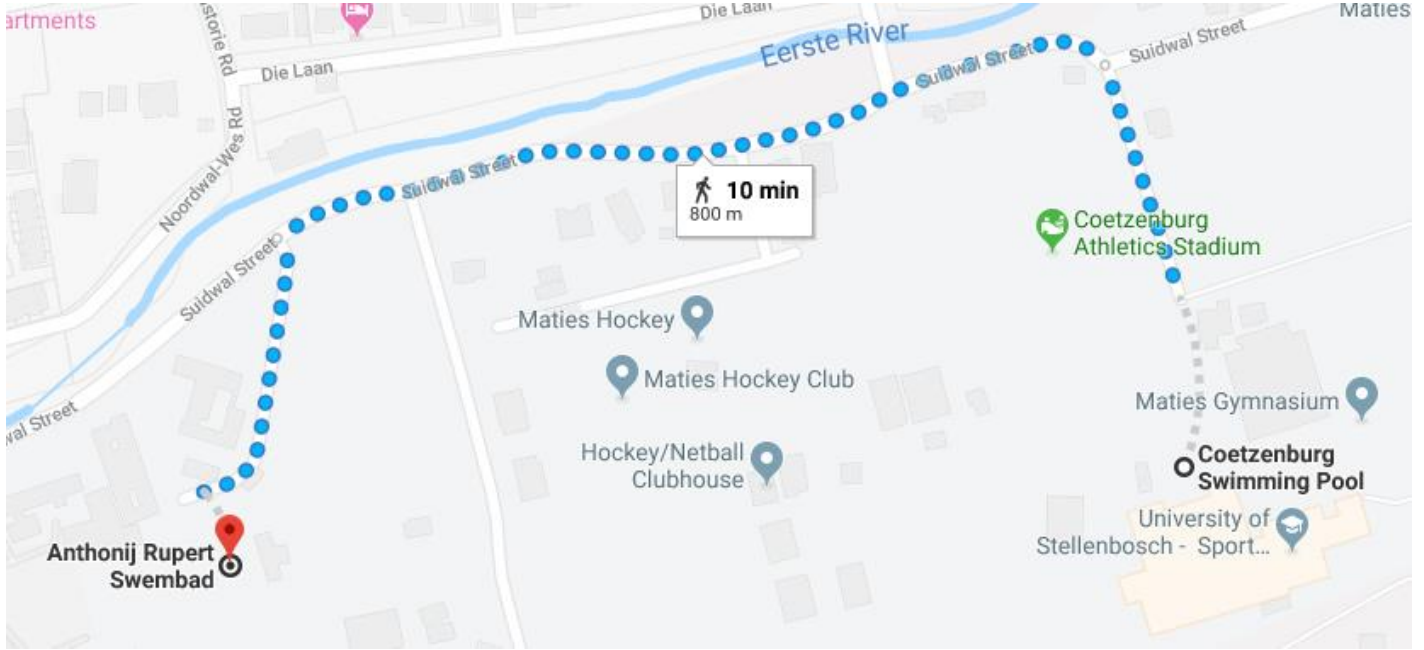 artments
Die Laan
Maties
Eerste River
Suidwal Street
storie Rd
Die Laan
Suidwal Street
Noordwal-Wes Rd
Suidwal Street
10 min
800 m
Coetzenburg
Athletics Stadium
Suidwal Street
Maties Hockey
Maties Hockey Club
Maties Gymnasium
wal Street
Hockey/Netball
Clubhouse
Coetzenburg
Swimming Pool
University of
Stellenbosch - Sport...
Anthonij Rupert
Swembad